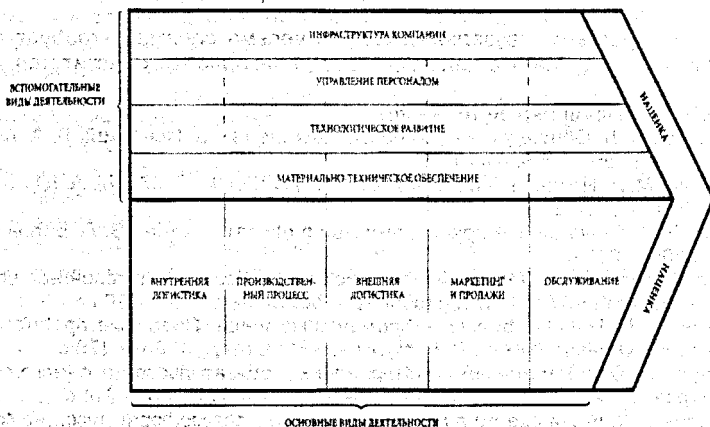 ИНФРАСТРУКТУРА КОМПАНИИ
ВСПОМОГАТЕЛЬНЫЕ
ВИДЫ ДЕЯТЕЛЬНОСТИ
УПРАВЛЕНИЕ ПЕРСОНАЛОМ
ТЕХНОЛОГИЧЕСКОЕ РАЗВИТИЕ
МАТЕРИАЛЬНО-ТЕХНИЧЕСКОЕ ОБЕСПЕЧЕНИЕ
НАЦЕНКА
ВНУТРЕННЯЯ
ЛОГИСТИКА
ПРОИЗВОДСТВЕН-
НЫЙ ПРОЦЕСС
ВНЕШНЯЯ
ЛОГИСТИКА
МАРКЕТИНГ
И ПРОДАЖИ
ОБСЛУЖИВАНИЕ
НАЦЕНКА
ОСНОВНЫЕ ВИДЫ ДЕЯТЕЛЬНОСТИ